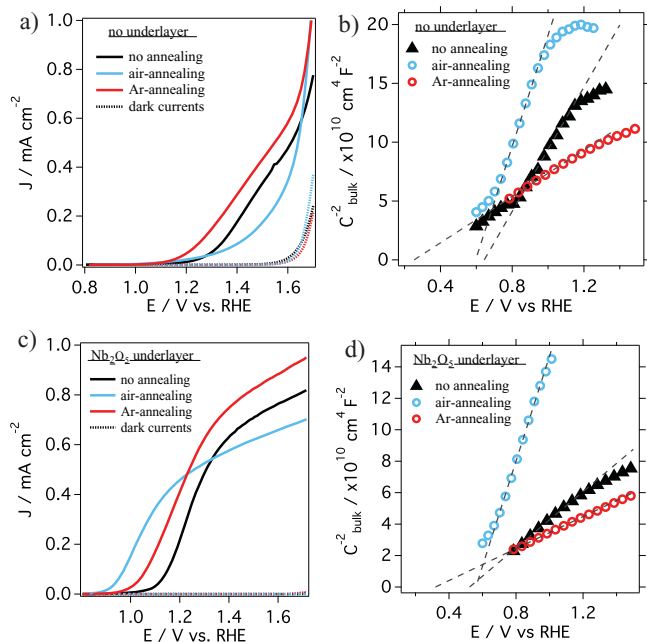 a)
no underlayer
no annealing
air-annealing
Ar-annealing
dark currents
1.0
0.8
0.6
0.4
0.2
0.0
J / mA cm-2
0.8 1.0 1.2 1.4 1.6
E / V vs. RHE
b)
no underlayer
no annealing
air-annealing
Ar-annealing
20
15
10
5
0
C-2bulk / x10^10 cm4 F-2
0.4 0.8 1.2
E / V vs. RHE
c)
Nb2O5 underlayer
no annealing
air-annealing
Ar-annealing
dark currents
1.0
0.8
0.6
0.4
0.2
0.0
J / mA cm-2
1.0 1.2 1.4 1.6
E / V vs. RHE
d)
Nb2O5 underlayer
no annealing
air-annealing
Ar-annealing
14
12
10
8
6
4
2
0
C-2bulk / x10^10 cm4 F-2
0.4 0.8 1.2
E / V vs. RHE